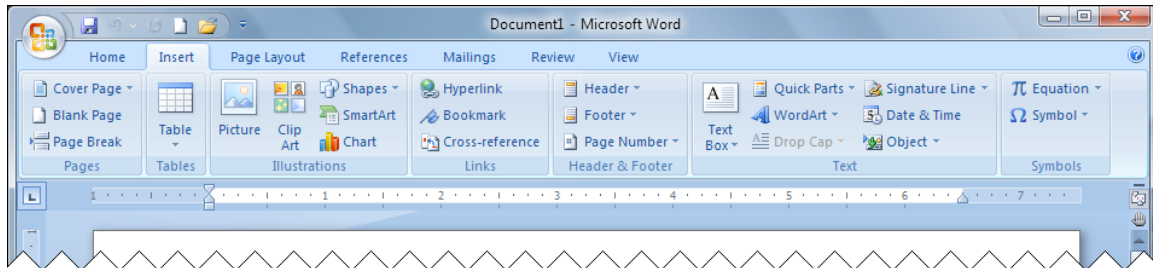 Document1 - Microsoft Word
Home Insert Page Layout References Mailings Review View
Cover Page
Blank Page
Page Break
Pages
Table
Tables
Picture
Clip
Art
Shapes
SmartArt
Chart
Illustrations
Hyperlink
Bookmark
Cross-reference
Links
Header
Footer
Page Number
Header & Footer
A
Text
Box
Quick Parts
WordArt
Drop Cap
Signature Line
Date & Time
Object
Text
π Equation
Ω Symbol
Symbols
L 1 1 2 3 4 5 6 7